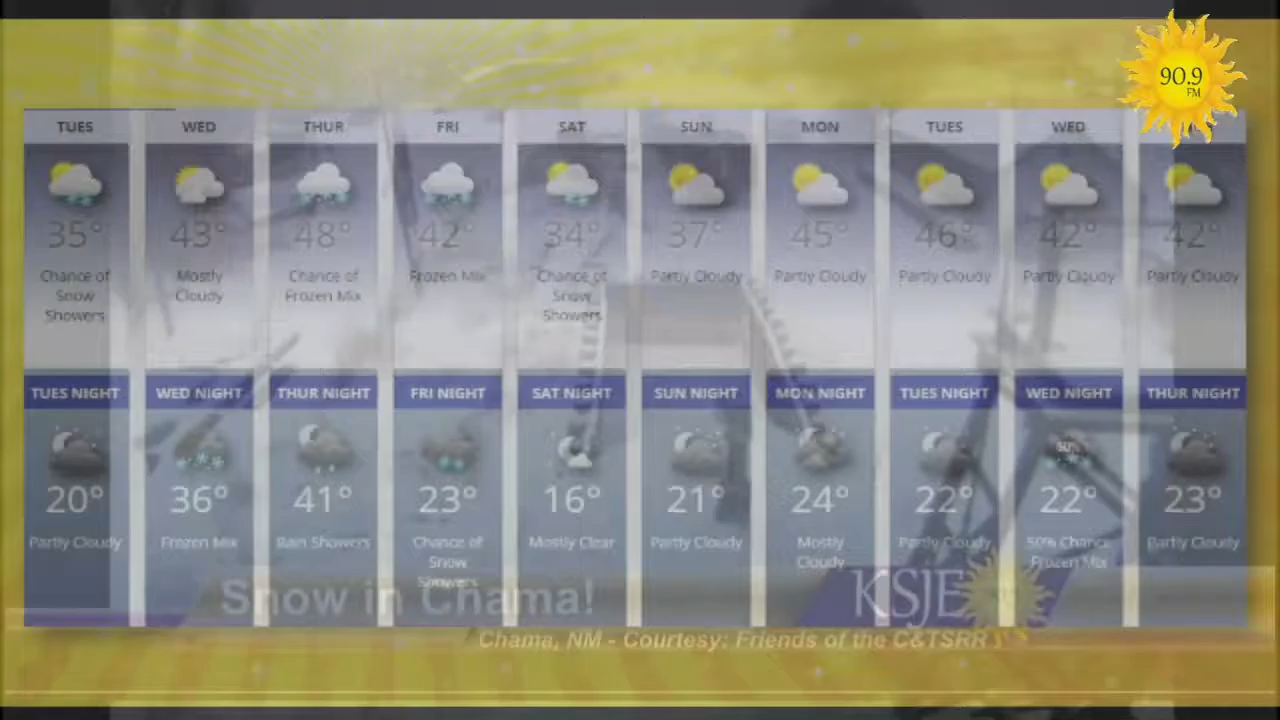 90.9
FM
TUES WED THUR FRI SAT SUN MON TUES WED
35° 43° 48° 42° 34° 37° 45° 46° 42° 42°
Chance of Mostly Chance of Frozen Mix Chance of Partly Cloudy Partly Cloudy Partly Cloudy Partly Cloudy Partly Cloudy
Snow Cloudy Frozen Mix Snow
Showers Showers
TUES NIGHT WED NIGHT THUR NIGHT FRI NIGHT SAT NIGHT SUN NIGHT MON NIGHT TUES NIGHT WED NIGHT THUR NIGHT
50%
20° 36° 41° 23° 16° 21° 24° 22° 22° 23°
Partly Cloudy Frozen Mix Rain Showers Chance of Mostly Clear Partly Cloudy Mostly Partly Cloudy 50% Chance Partly Cloudy
Snow Cloudy Frozen Mix
Showers
Snow in Chama! KSJE
Chama, NM - Courtesy: Friends of the C&TSRR